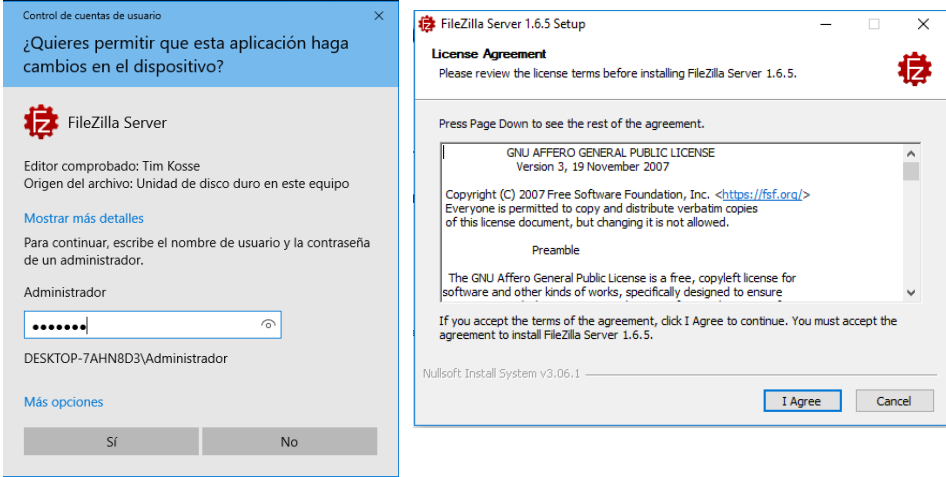 Control de cuentas de usuario
¿Quieres permitir que esta aplicación haga
cambios en el dispositivo?
FileZilla Server
Editor comprobado: Tim Kosse
Origen del archivo: Unidad de disco duro en este equipo
Mostrar más detalles
Para continuar, escribe el nombre de usuario y la contraseña
de un administrador.
Administrador
•••••••
DESKTOP-7AHN8D3\Administrador
Más opciones
Sí
No
FileZilla Server 1.6.5 Setup
License Agreement
Please review the license terms before installing FileZilla Server 1.6.5.
Press Page Down to see the rest of the agreement.
GNU AFFERO GENERAL PUBLIC LICENSE
Version 3, 19 November 2007
Copyright (C) 2007 Free Software Foundation, Inc. <https://fsf.org/>
Everyone is permitted to copy and distribute verbatim copies
of this license document, but changing it is not allowed.
Preamble
The GNU Affero General Public License is a free, copyleft license for
software and other kinds of works, specifically designed to ensure
If you accept the terms of the agreement, click I Agree to continue. You must accept the
agreement to install FileZilla Server 1.6.5.
Nullsoft Install System v3.06.1
I Agree
Cancel